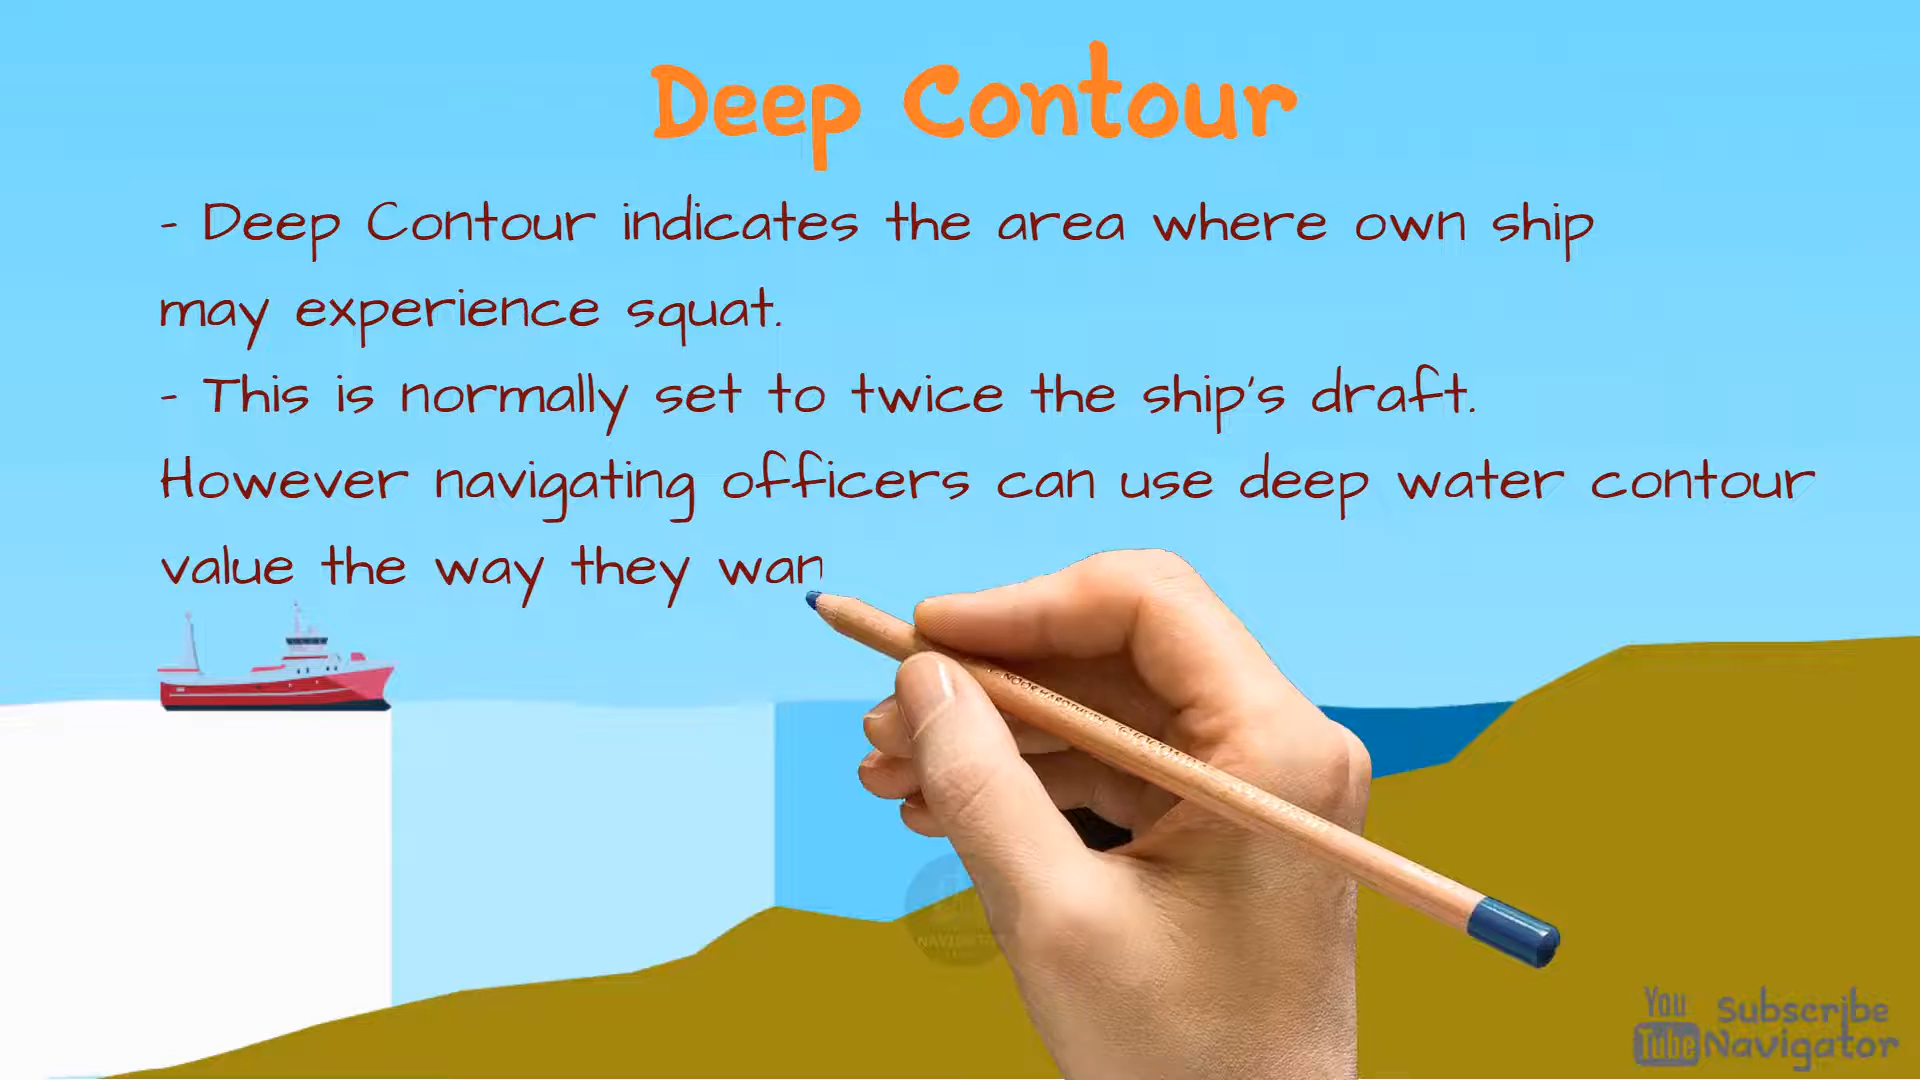 Deep Contour
- Deep Contour indicates the area where own ship
may experience squat.
- This is normally set to twice the ship's draft.
However navigating officers can use deep water contour
value the way they wan
You
Tube
Subscribe
Navigator